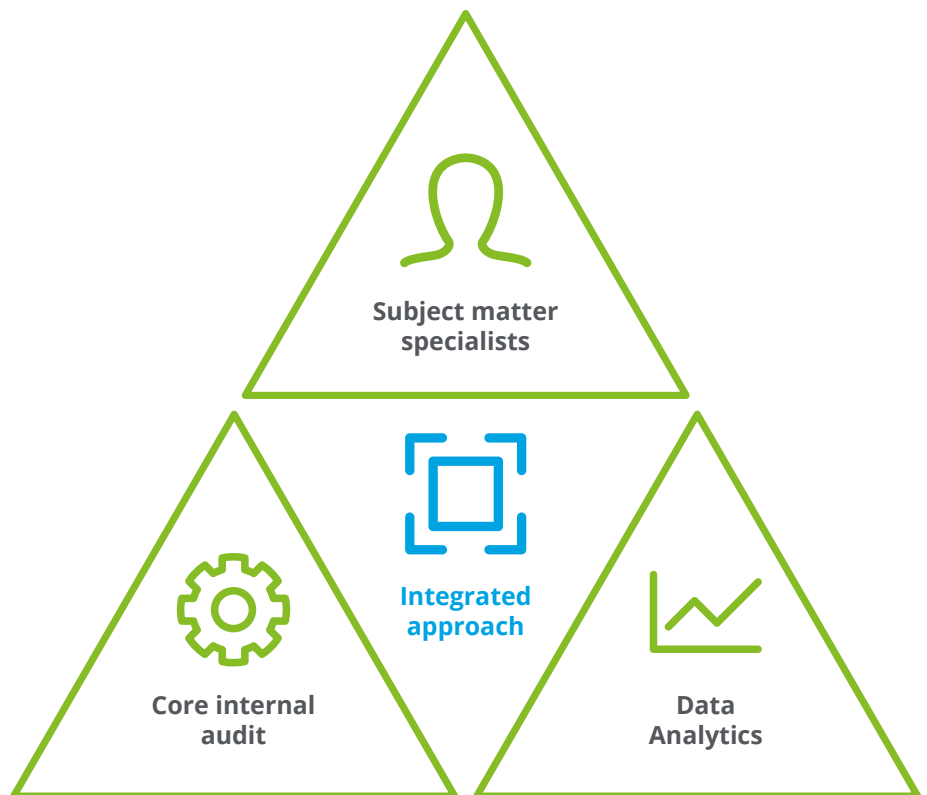 Subject matter
specialists
Integrated
approach
Core internal
audit
Data
Analytics